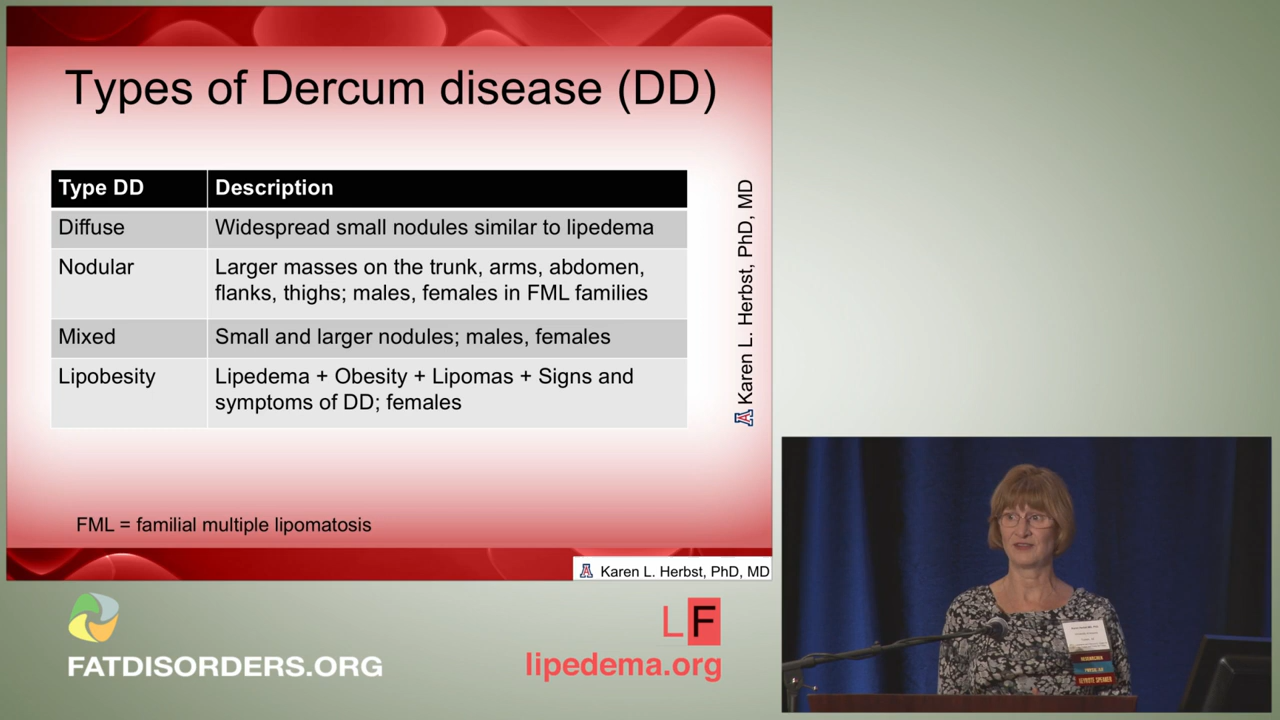 Types of Dercum disease (DD)
Type DD Description
Diffuse Widespread small nodules similar to lipedema
Nodular Larger masses on the trunk, arms, abdomen,
flanks, thighs; males, females in FML families
Mixed Small and larger nodules; males, females
Lipobesity Lipedema + Obesity + Lipomas + Signs and
symptoms of DD; females
FML = familial multiple lipomatosis
A Karen L. Herbst, PhD, MD
A Karen L. Herbst, PhD, MD
FATDISORDERS.ORG
LF
lipedema.org
KEYNOTE SPEAKER